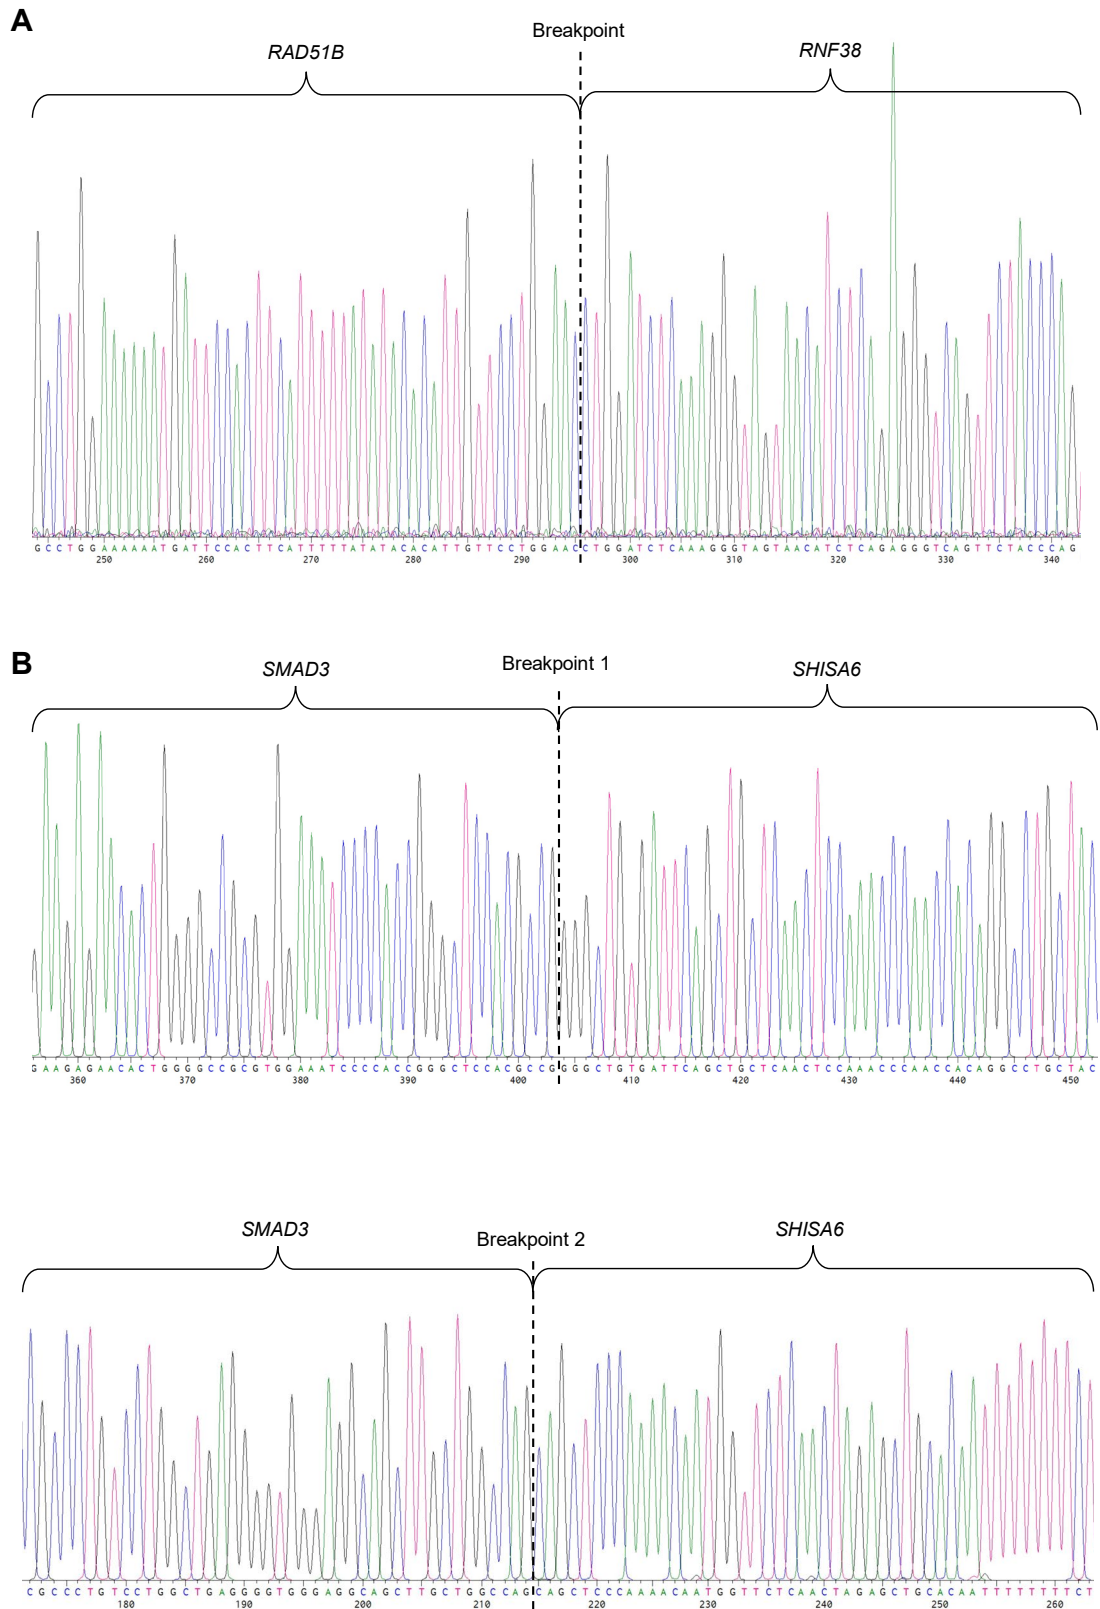 A
Breakpoint
RAD51B
RNF38
GCCTGGAAAAAATGATTCCACTTCATTTTTATATACACATTGTTCCTGGAACCTGGATCTCAAAGGGTAGTAACATCTCAGAGGGTCAGTTCTACCCAG
250 260 270 280 290 300 310 320 330 340
B
SMAD3
Breakpoint 1
SHISA6
GAAGAGAACACTGGGGCCGCGTGGAAATCCCCACCGGGCTCCACGCCGGGGCTGTGATTCAGCTGCTCAACTCCAAACCCAACCACAGGCCTGCTAC
360 370 380 390 400 410 420 430 440 450
SMAD3
Breakpoint 2
SHISA6
CGCCCTGTCCTGGCTGAGGGGTGGGAGGCAGCTTGCTGGCCAGCAGCTCCCAAAACAATGGTTCTCAACTAGAGCTGCACAATTTTTTTTCT
180 190 200 210 220 230 240 250 260